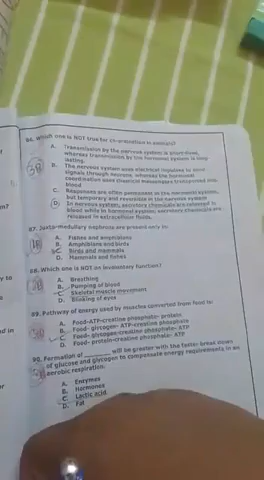 86. Which one is NOT true for co-ordination in animals?
A. Transmission by the nervous system is short-lived,
whereas transmission by the hormonal system is long
lasting.
B. The nervous system uses electrical impulses to send
signals through neurons, whereas the hormonal
coordination uses chemical messengers transported into
blood
C. Responses are often permanent in the hormonal system,
but temporary and reversible in the nervous system
D. In nervous system, secretory chemicals are released in
blood while in hormonal system, secretory chemicals are
released in extracellular fluids.
87. Juxta-medullary nephrons are present only in:
A. Fishes and amphibians
B. Amphibians and birds
C. Birds and mammals
D. Mammals and fishes
88. Which one is NOT an involuntary function?
A. Breathing
B. Pumping of blood
C. Skeletal muscle movement
D. Blinking of eyes
89. Pathway of energy used by muscles converted from food to:
A. Food-ATP-creatine phosphate- protein
B. Food- glycogen- ATP-creatine phosphate
C. Food- glycogen-creatine phosphate- ATP
D. Food- protein-creatine phosphate- ATP
90. Formation of ________ will be greater with the faster break down
of glucose and glycogen to compensate energy requirements in an
aerobic respiration:
A. Enzymes
B. Hormones
C. Lactic acid
D. Fat